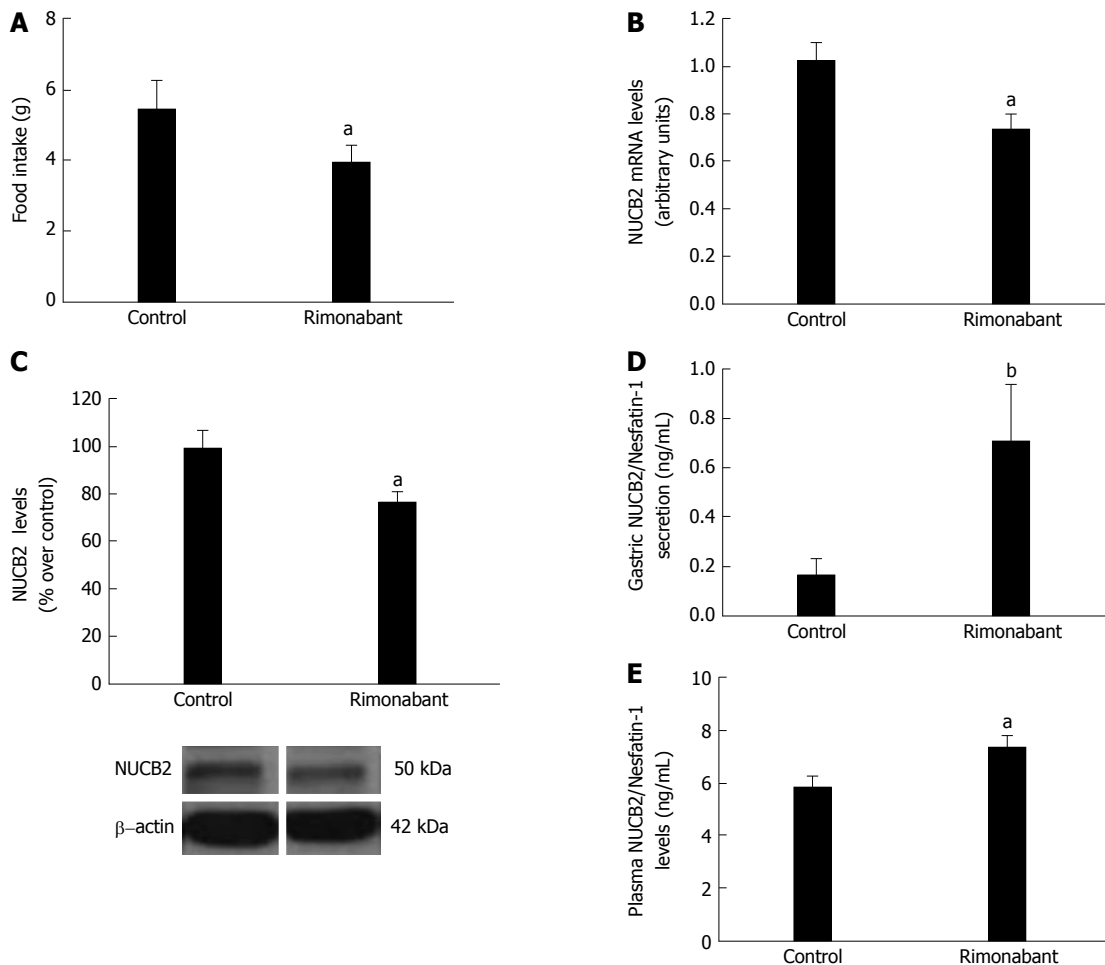 A
8
6
4
2
0
Food intake (g)
a
Control Rimonabant
B
1.2
1.0
0.8
0.6
0.4
0.2
0.0
NUCB2 mRNA levels
(arbitrary units)
a
Control Rimonabant
C
120
100
80
60
40
20
0
NUCB2 levels
(% over control)
a
Control Rimonabant
NUCB2 50 kDa
β–actin 42 kDa
D
1.0
0.8
0.6
0.4
0.2
0.0
Gastric NUCB2/Nesfatin-1
secretion (ng/mL)
b
Control Rimonabant
E
10
8
6
4
2
0
Plasma NUCB2/Nesfatin-1
levels (ng/mL)
a
Control Rimonabant